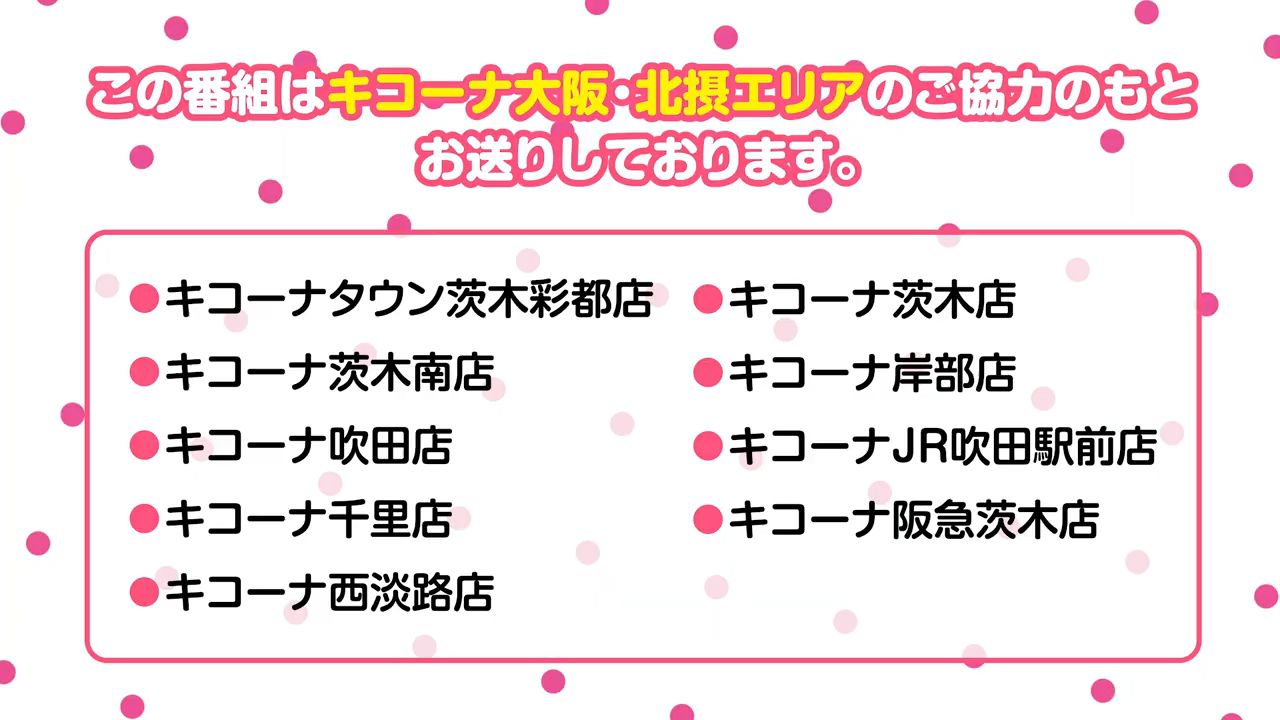 この番組はキコーナ大阪・北摂エリアのご協力のもと
お送りしております。
●キコーナタウン茨木彩都店
●キコーナ茨木南店
●キコーナ吹田店
●キコーナ千里店
●キコーナ西淡路店
●キコーナ茨木店
●キコーナ岸部店
●キコーナJR吹田駅前店
●キコーナ阪急茨木店